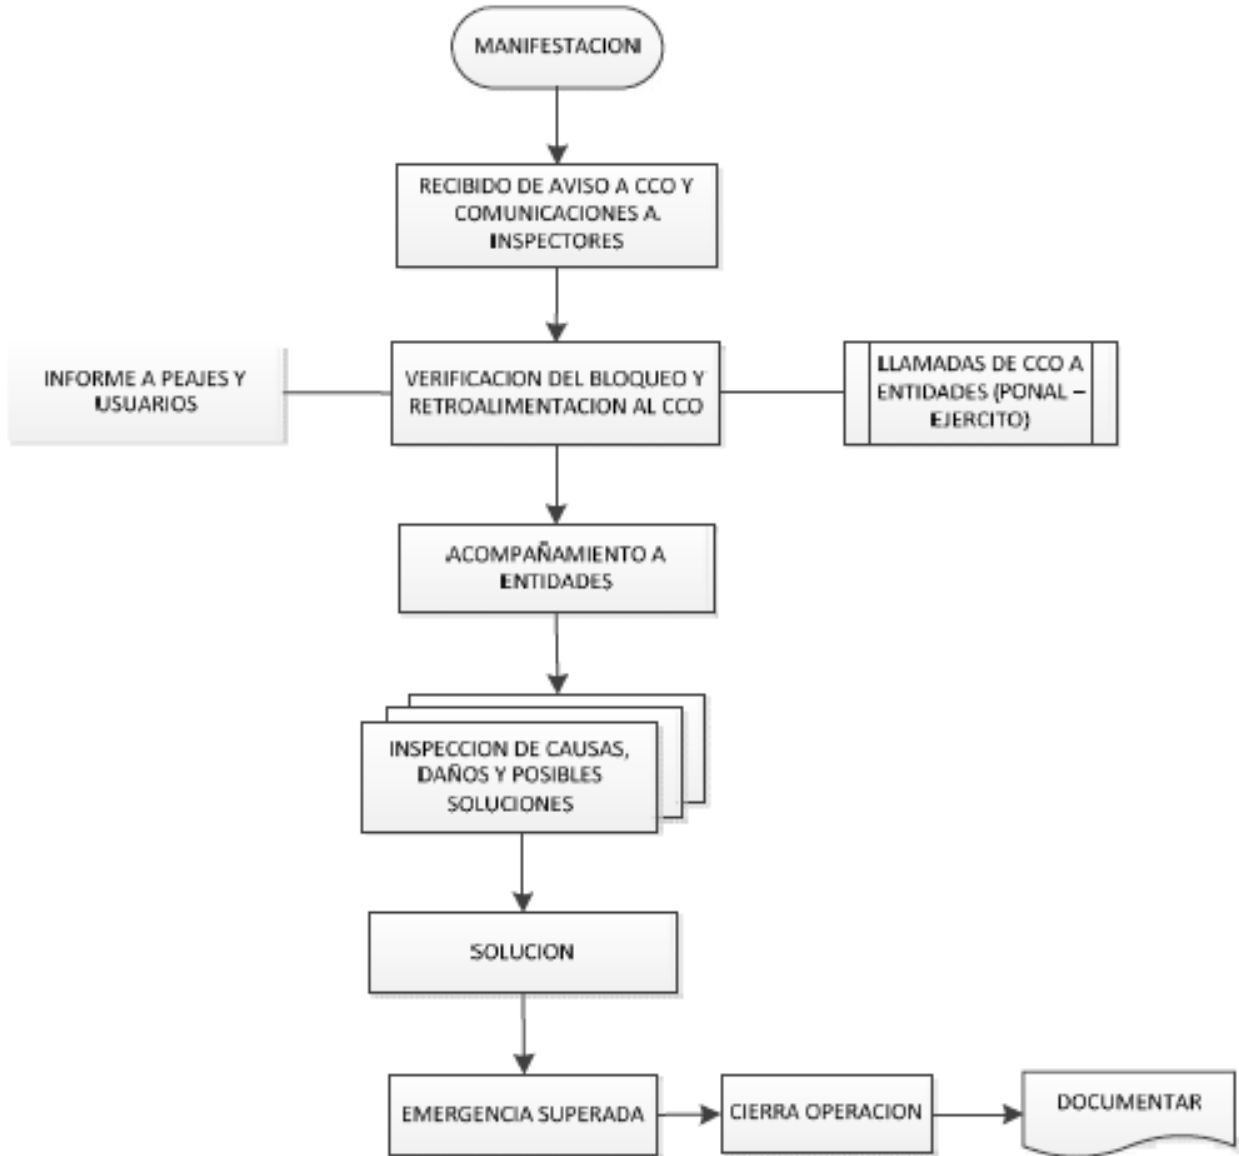 MANIFESTACION
RECIBIDO DE AVISO A CCO Y
COMUNICACIONES A
INSPECTORES
INFORME A PEAJES Y
USUARIOS
VERIFICACION DEL BLOQUEO Y
RETROALIMENTACION AL CCO
LLAMADAS DE CCO A
ENTIDADES (PONAL –
EJERCITO)
ACOMPAÑAMIENTO A
ENTIDADES
INSPECCION DE CAUSAS,
DAÑOS Y POSIBLES
SOLUCIONES
SOLUCION
EMERGENCIA SUPERADA
CIERRA OPERACION
DOCUMENTAR